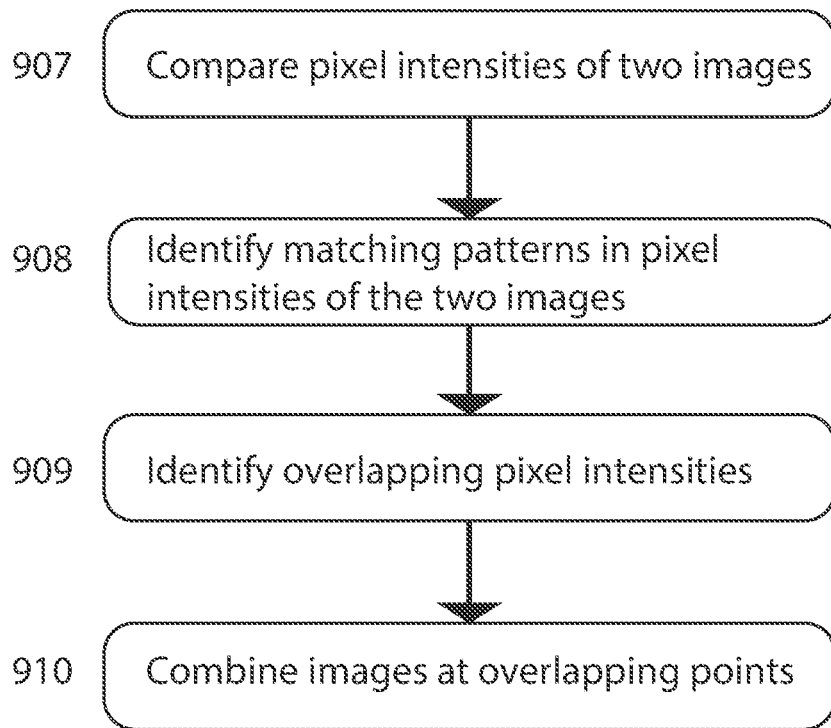 907 Compare pixel intensities of two images
908 Identify matching patterns in pixel
intensities of the two images
909 Identify overlapping pixel intensities
910 Combine images at overlapping points